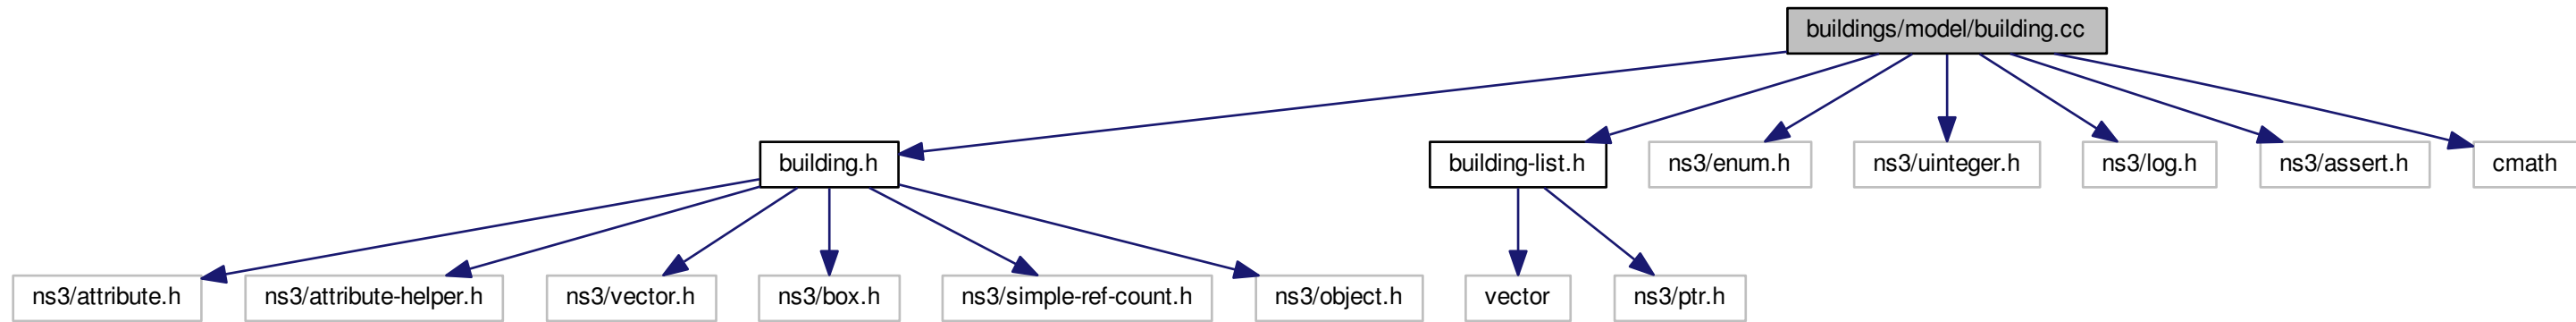 buildings/model/building.cc
building.h
building-list.h
ns3/enum.h
ns3/uinteger.h
ns3/log.h
ns3/assert.h
cmath
ns3/attribute.h
ns3/attribute-helper.h
ns3/vector.h
ns3/box.h
ns3/simple-ref-count.h
ns3/object.h
vector
ns3/ptr.h